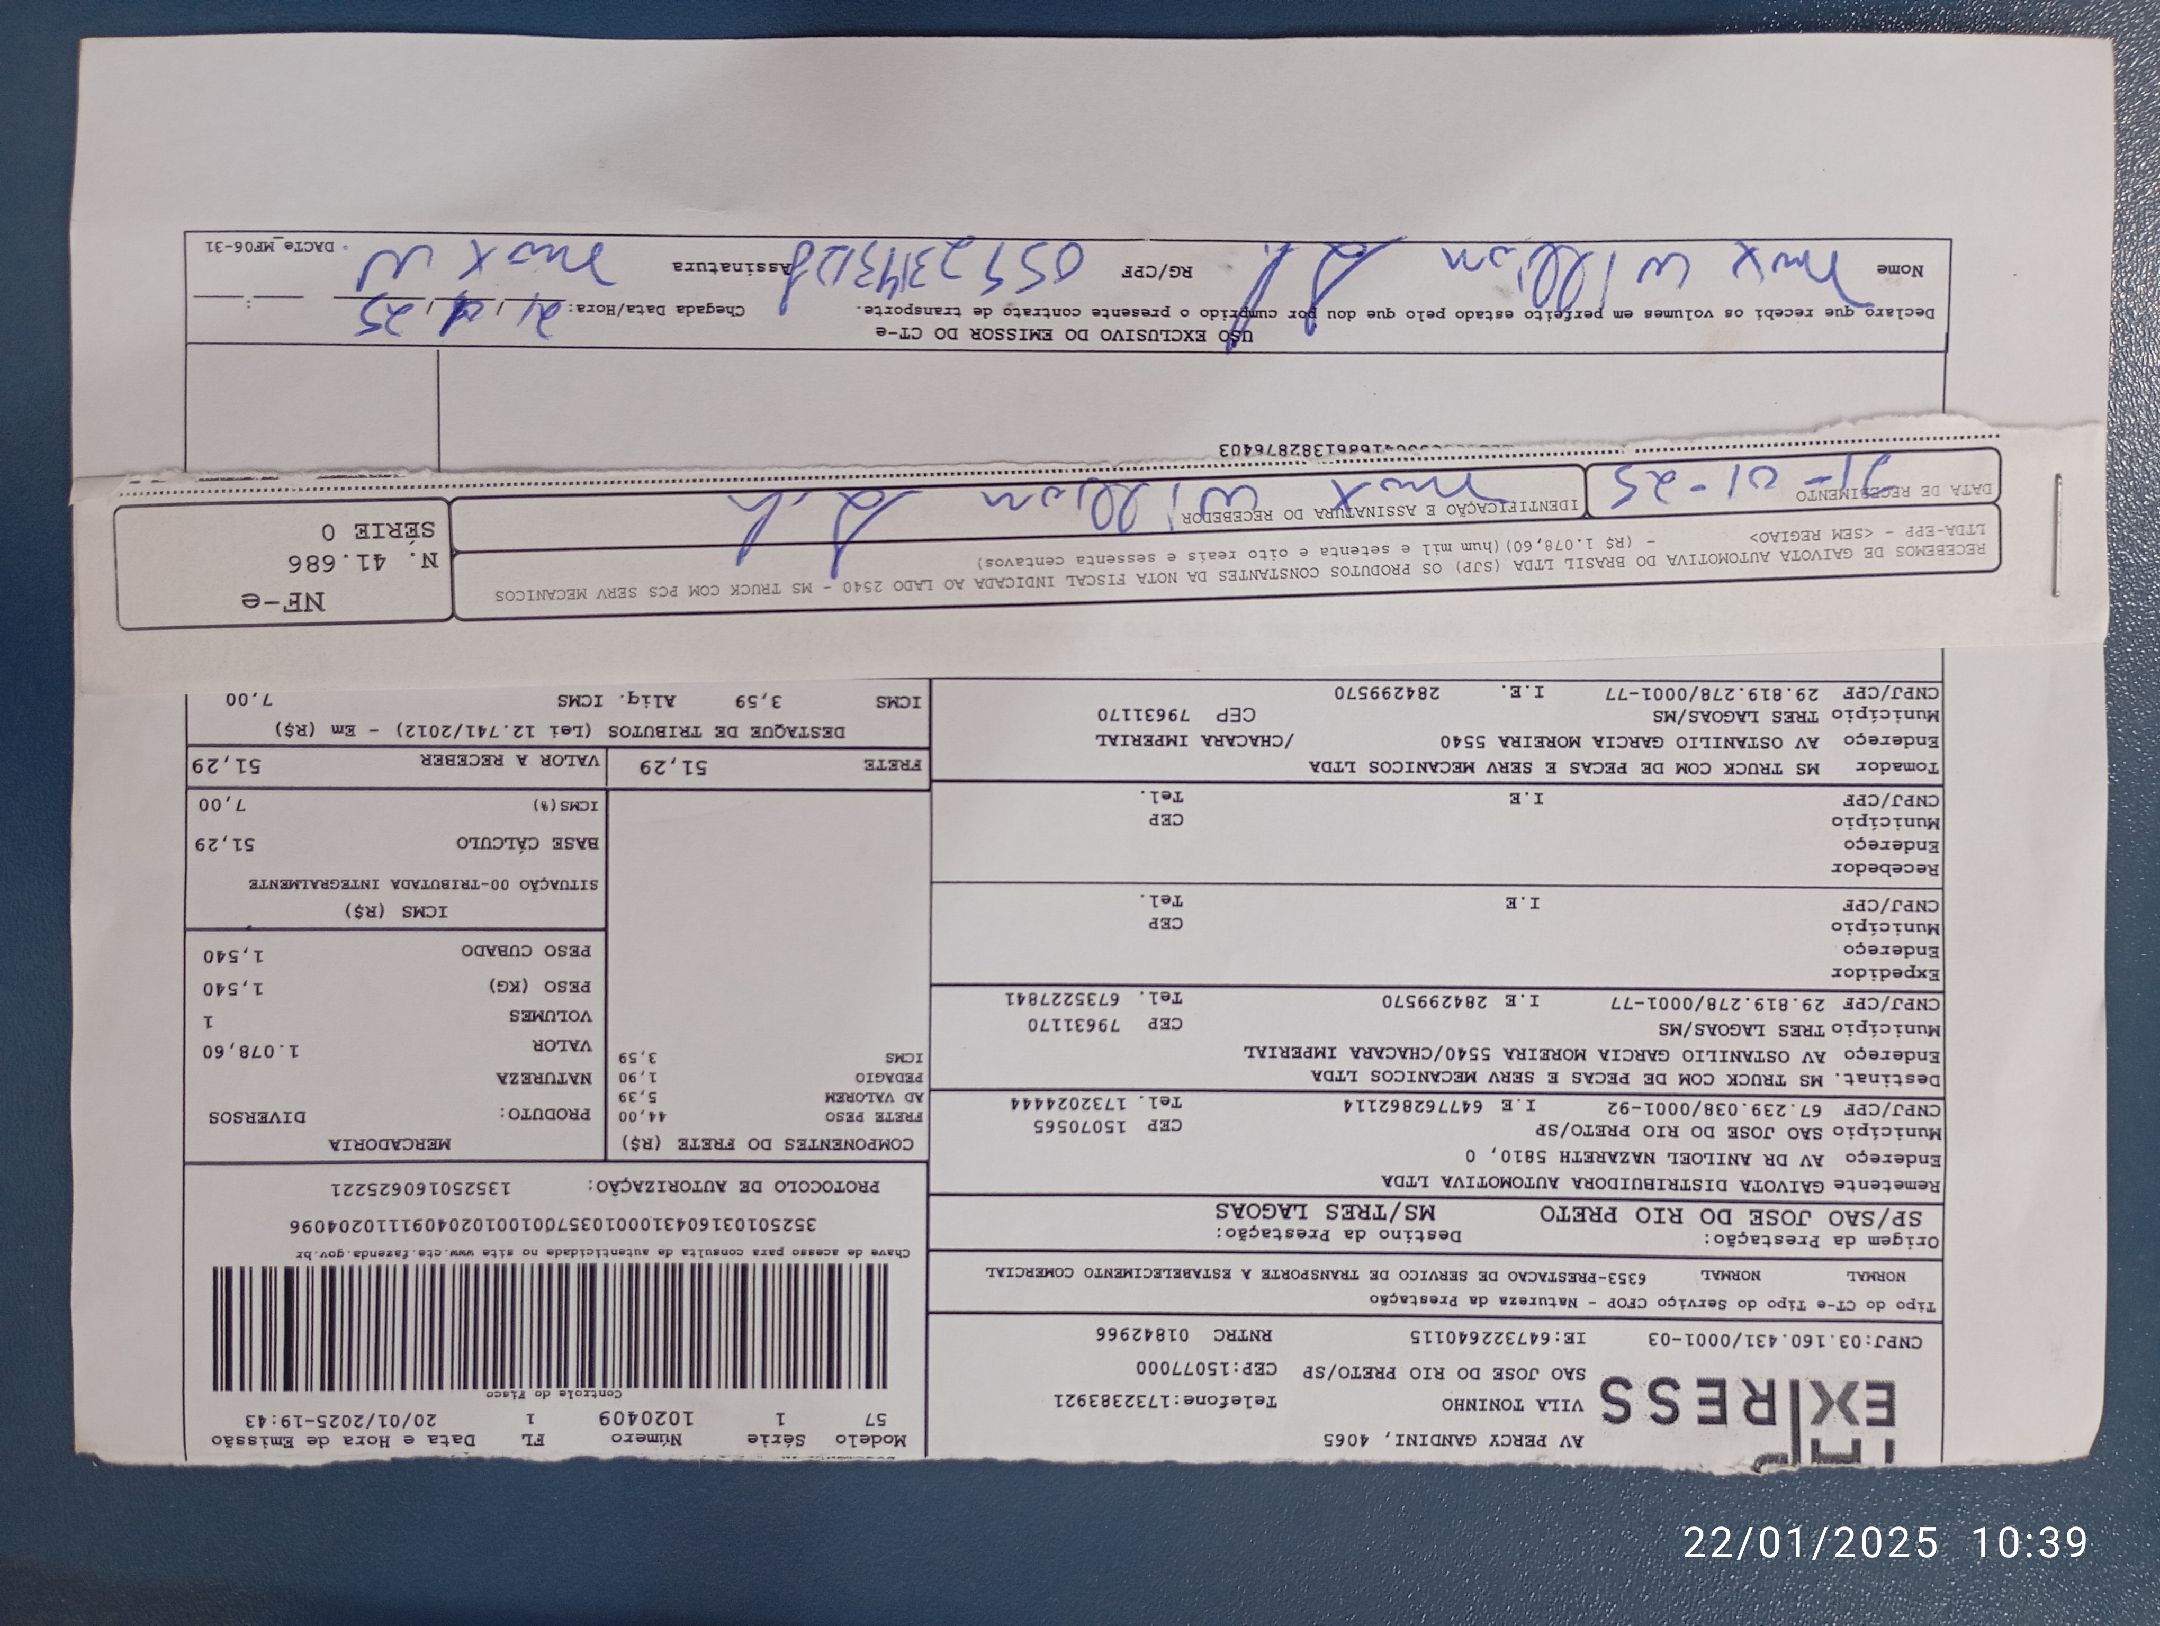 EX|RESS
AV PERCY GANDINI, 4065
VILA TONINHO Telefone:1732383921
SAO JOSE DO RIO PRETO/SP CEP:15077000
CNPJ:03.160.431/0001-03 IE:647322640115 RNTRC 01842966
Modelo Série Número FL Data e Hora de Emissão
57 1 1020409 1 20/01/2025-19:43
Controle do Fisco
Chave de acesso para consulta de autenticidade no site www.cte.fazenda.gov.br
35250103160431000103570010010204091110204096
PROTOCOLO DE AUTORIZAÇÃO: 135250160625221
Tipo do CT-e Tipo do Serviço CFOP - Natureza da Prestação
NORMAL NORMAL 6353-PRESTACAO DE SERVICO DE TRANSPORTE A ESTABELECIMENTO COMERCIAL
Origem da Prestação: Destino da Prestação:
SP/SAO JOSE DO RIO PRETO MS/TRES LAGOAS
Remetente GAIVOTA DISTRIBUIDORA AUTOMOTIVA LTDA
Endereço AV DR ANILOEL NAZARETH 5810, 0
Município SAO JOSE DO RIO PRETO/SP CEP 15070565
CNPJ/CPF 67.239.038/0001-92 I.E 647762862114 Tel. 1732024444
Destinat. MS TRUCK COM DE PECAS E SERV MECANICOS LTDA
Endereço AV OSTANILIO GARCIA MOREIRA 5540/CHACARA IMPERIAL
Município TRES LAGOAS/MS CEP 79631170
CNPJ/CPF 29.819.278/0001-77 I.E 284299570 Tel. 6735227841
Expedidor
Endereço
Município CEP
CNPJ/CPF I.E Tel.
Recebedor
Endereço
Município CEP
CNPJ/CPF I.E Tel.
Tomador MS TRUCK COM DE PECAS E SERV MECANICOS LTDA
Endereço AV OSTANILIO GARCIA MOREIRA 5540 /CHACARA IMPERIAL
Município TRES LAGOAS/MS CEP 79631170
CNPJ/CPF 29.819.278/0001-77 I.E. 284299570
COMPONENTES DO FRETE (R$)
FRETE PESO 44,00
AD VALOREM 5,39
PEDAGIO 1,90
ICMS 3,59
MERCADORIA
PRODUTO: DIVERSOS
NATUREZA
VALOR 1.078,60
VOLUMES 1
PESO (KG) 1,540
PESO CUBADO 1,540
ICMS (R$)
SITUAÇÃO 00-TRIBUTADA INTEGRALMENTE
BASE CÁLCULO 51,29
ICMS(%) 7,00
FRETE 51,29 VALOR A RECEBER 51,29
DESTAQUE DE TRIBUTOS (Lei 12.741/2012) - Em (R$)
ICMS 3,59 Aliq. ICMS 7,00
RECEBEMOS DE GAIVOTA AUTOMOTIVA DO BRASIL LTDA (SJP) OS PRODUTOS CONSTANTES DA NOTA FISCAL INDICADA AO LADO 2540 - MS TRUCK COM PCS SERV MECANICOS
LTDA-EPP - <SEM REGIAO> - (R$ 1.078,60)(hum mil e setenta e oito reais e sessenta centavos)
DATA DE RECEBIMENTO IDENTIFICAÇÃO E ASSINATURA DO RECEBEDOR
21-01-25 max william
NF-e
N. 41.686
SÉRIE 0
416861382876403
USO EXCLUSIVO DO EMISSOR DO CT-e
Declaro que recebi os volumes em perfeito estado pelo que dou por cumprido o presente contrato de transporte. Chegada Data/Hora: 21/ 1/ 25 :
Nome max william RG/CPF Assinatura max w
DACTe_MF06-31
22/01/2025 10:39